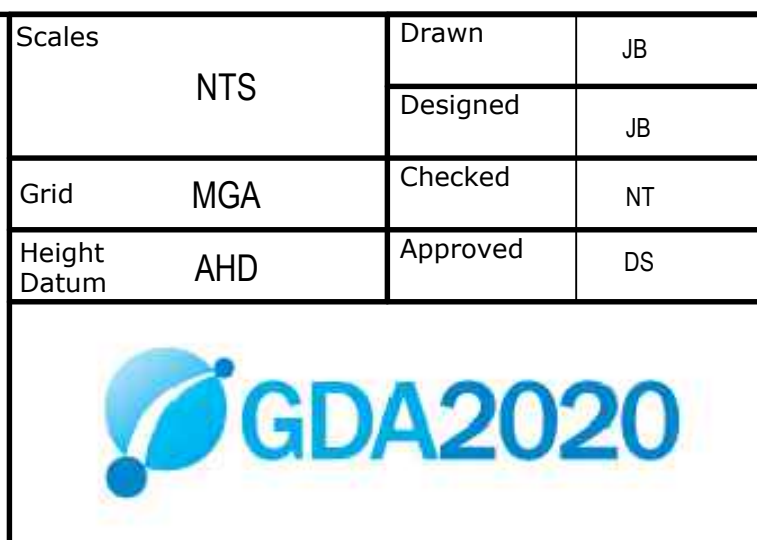 Scales
NTS
Drawn JB
Designed JB
Grid MGA
Checked NT
Height
Datum
AHD
Approved DS
GDA2020